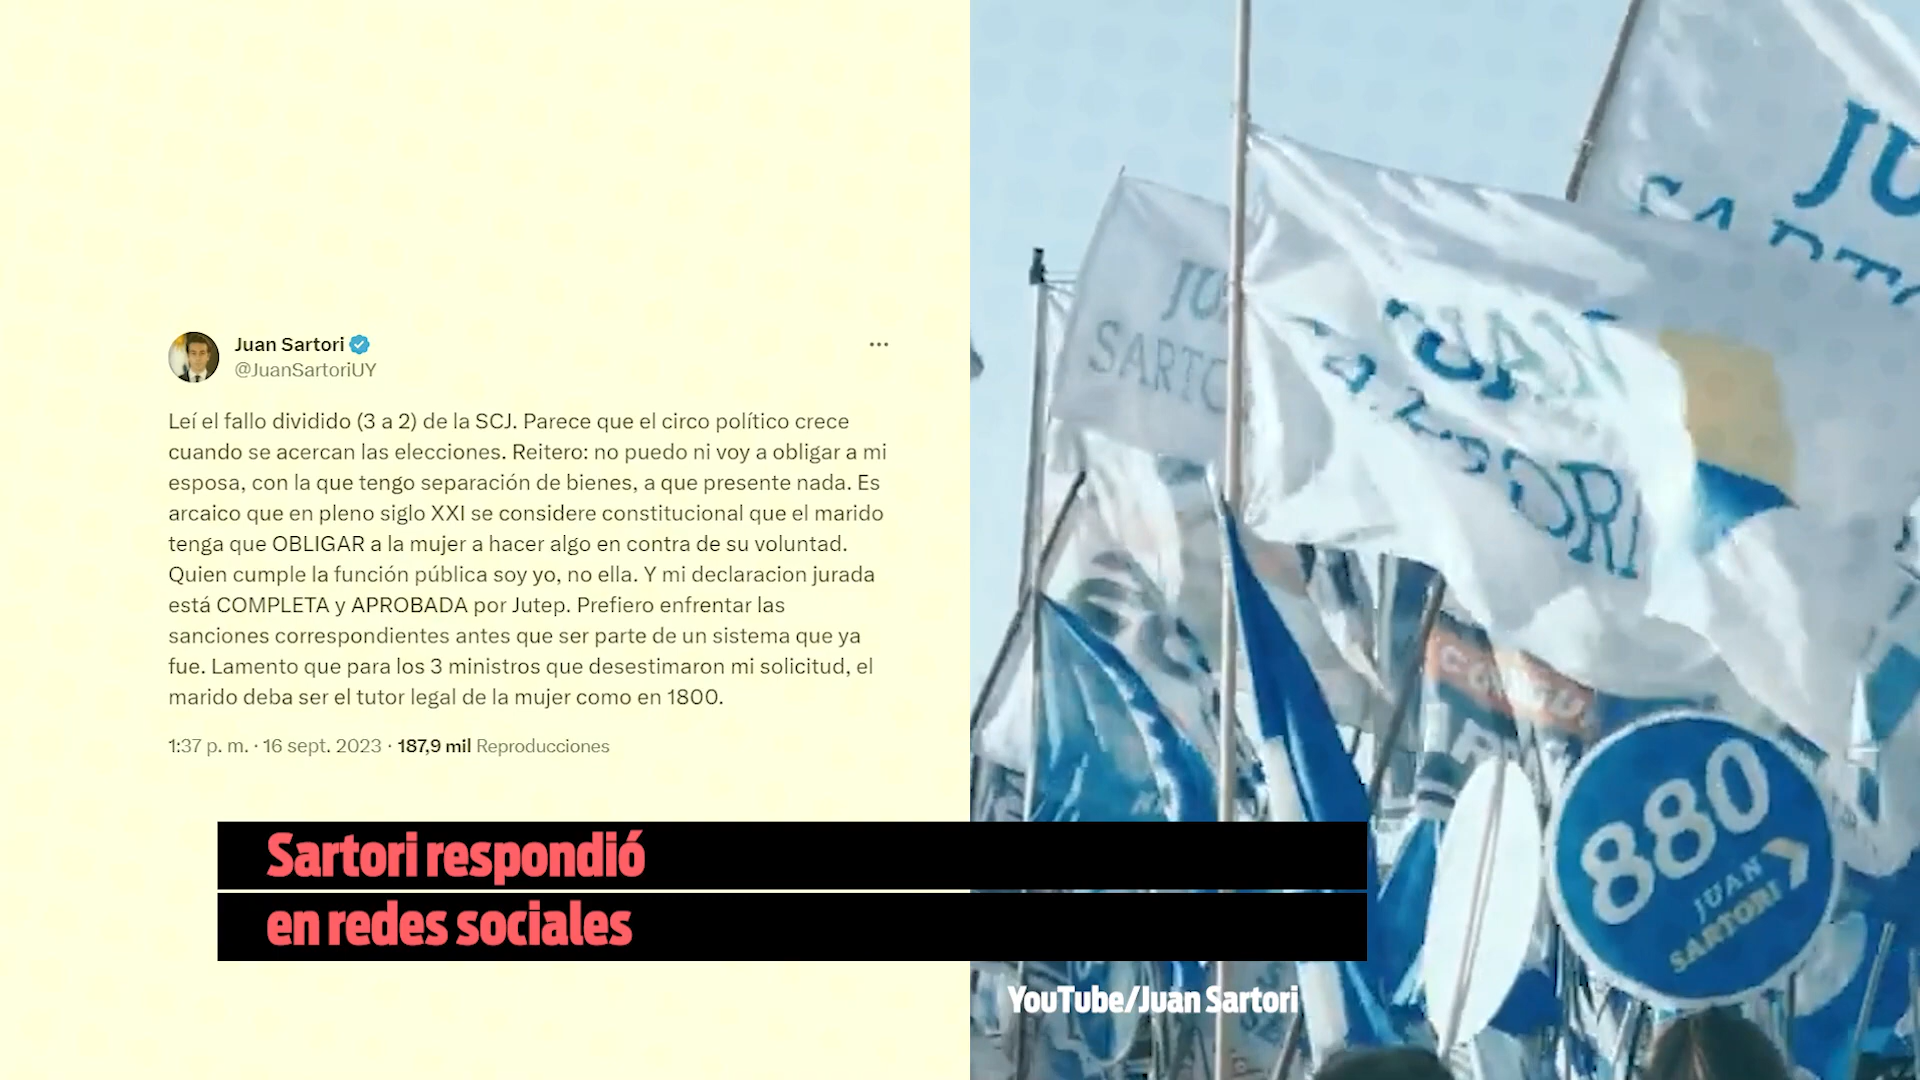 Juan Sartori
@JuanSartoriUY
Leí el fallo dividido (3 a 2) de la SCJ. Parece que el circo político crece
cuando se acercan las elecciones. Reitero: no puedo ni voy a obligar a mi
esposa, con la que tengo separación de bienes, a que presente nada. Es
arcaico que en pleno siglo XXI se considere constitucional que el marido
tenga que OBLIGAR a la mujer a hacer algo en contra de su voluntad.
Quien cumple la función pública soy yo, no ella. Y mi declaracion jurada
está COMPLETA y APROBADA por Jutep. Prefiero enfrentar las
sanciones correspondientes antes que ser parte de un sistema que ya
fue. Lamento que para los 3 ministros que desestimaron mi solicitud, el
marido deba ser el tutor legal de la mujer como en 1800.
1:37 p. m. · 16 sept. 2023 · 187,9 mil Reproducciones
Sartori respondió
en redes sociales
JU
SARTO
JUAN
SARTORI
JU
880
JUAN
SARTORI
YouTube/Juan Sartori